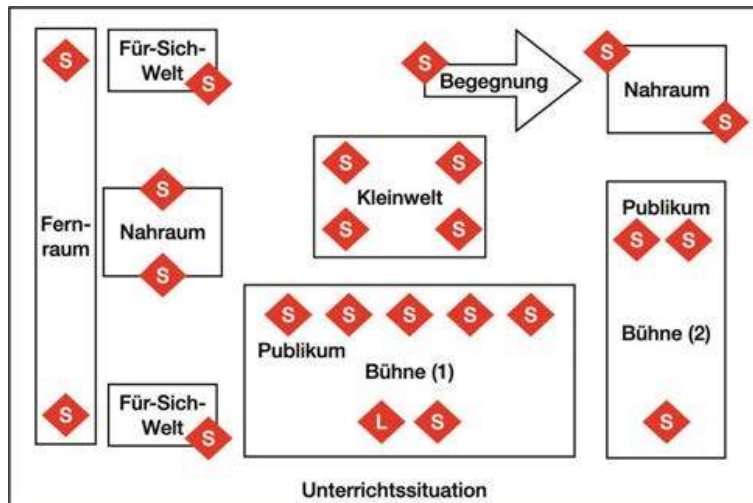 S
Für-Sich-
Welt
S
S
Begegnung
S
Nahraum
S
S
S
Kleinwelt
S
S
Fern-
raum
S
Nahraum
S
Publikum
S
S
Bühne (2)
S
S
S
S
S
S
Publikum
Bühne (1)
L
S
S
Für-Sich-
Welt
S
Unterrichtssituation